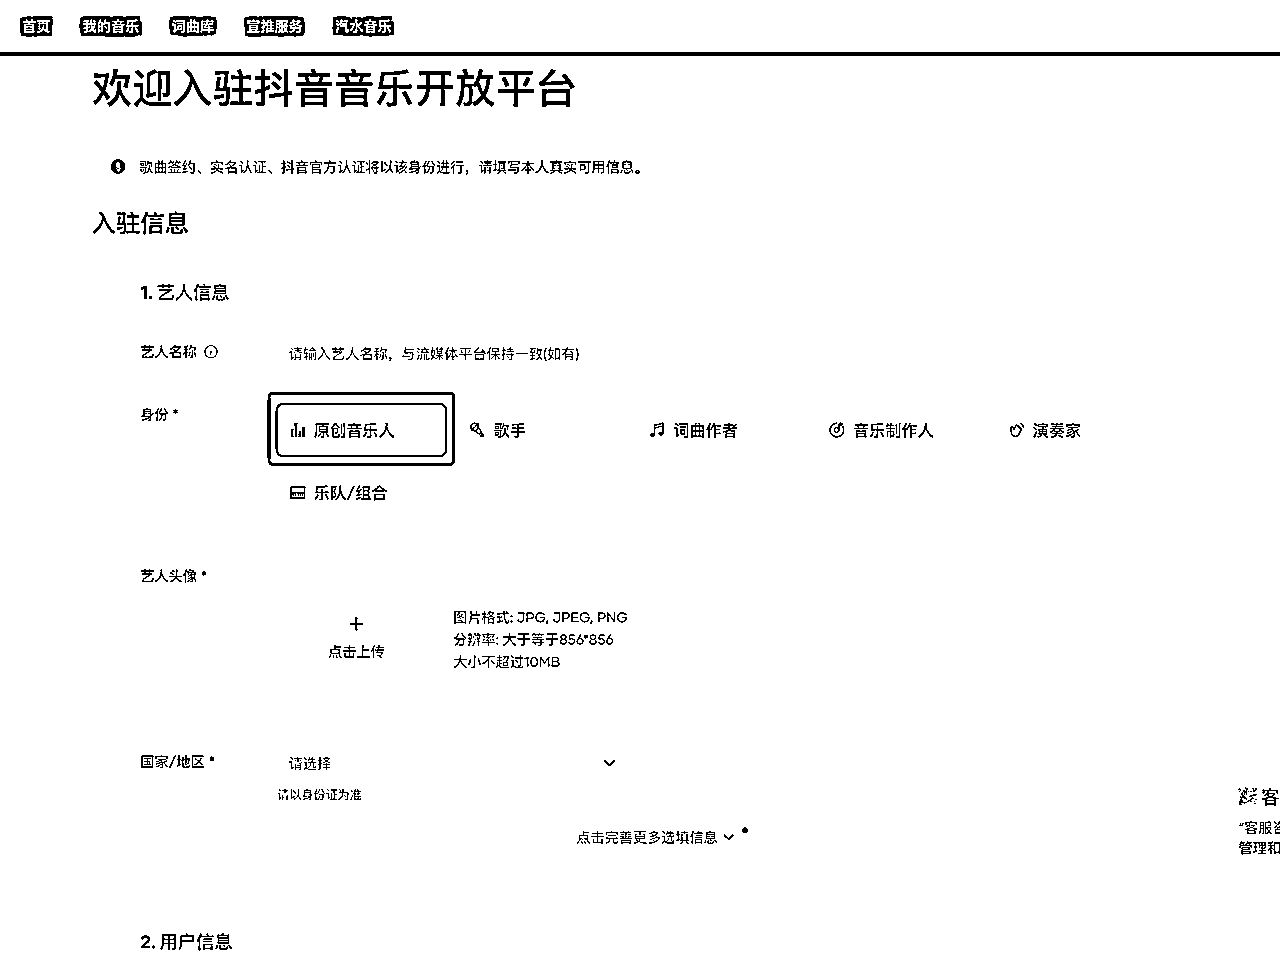 首页 我的音乐 词曲库 宣推服务 汽水音乐
欢迎入驻抖音音乐开放平台
歌曲签约、实名认证、抖音官方认证将以该身份进行，请填写本人真实可用信息。
入驻信息
1. 艺人信息
艺人名称 请输入艺人名称，与流媒体平台保持一致(如有)
身份 * 原创音乐人 歌手 词曲作者 音乐制作人 演奏家
乐队/组合
艺人头像 *
点击上传
图片格式: JPG, JPEG, PNG
分辨率: 大于等于856*856
大小不超过10MB
国家/地区 * 请选择
请以身份证为准
点击完善更多选填信息
客
“客服咨
管理和
2. 用户信息